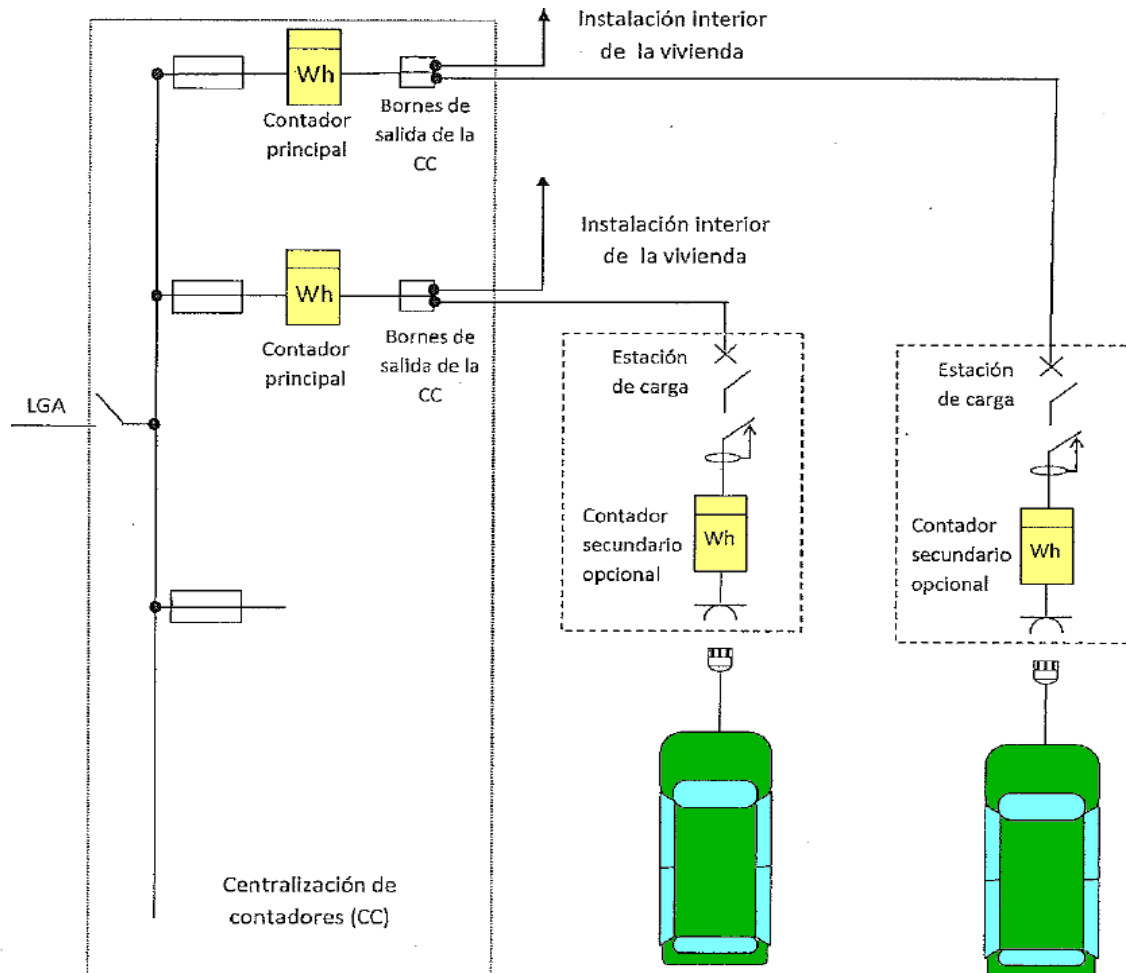 Instalación interior
de la vivienda
Wh
Contador
principal
Bornes de
salida de la
CC
Instalación interior
de la vivienda
Wh
Contador
principal
Bornes de
salida de la
CC
LGA
Estación
de carga
Contador
secundario
opcional
Wh
Estación
de carga
Contador
secundario
opcional
Wh
Centralización de
contadores (CC)